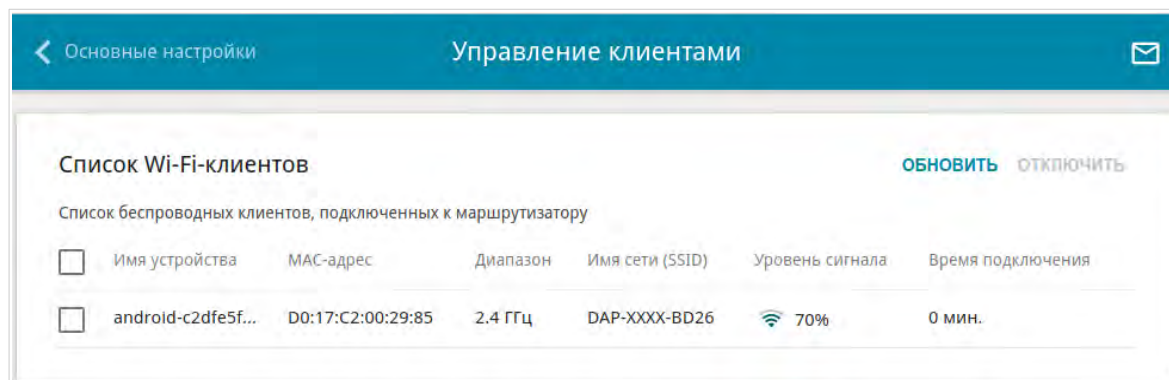 Основные настройки Управление клиентами
Список Wi-Fi-клиентов ОБНОВИТЬ ОТКЛЮЧИТЬ
Список беспроводных клиентов, подключенных к маршрутизатору
Имя устройства MAC-адрес Диапазон Имя сети (SSID) Уровень сигнала Время подключения
android-c2dfe5f... D0:17:C2:00:29:85 2.4 ГГц DAP-XXXX-BD26 70% 0 мин.